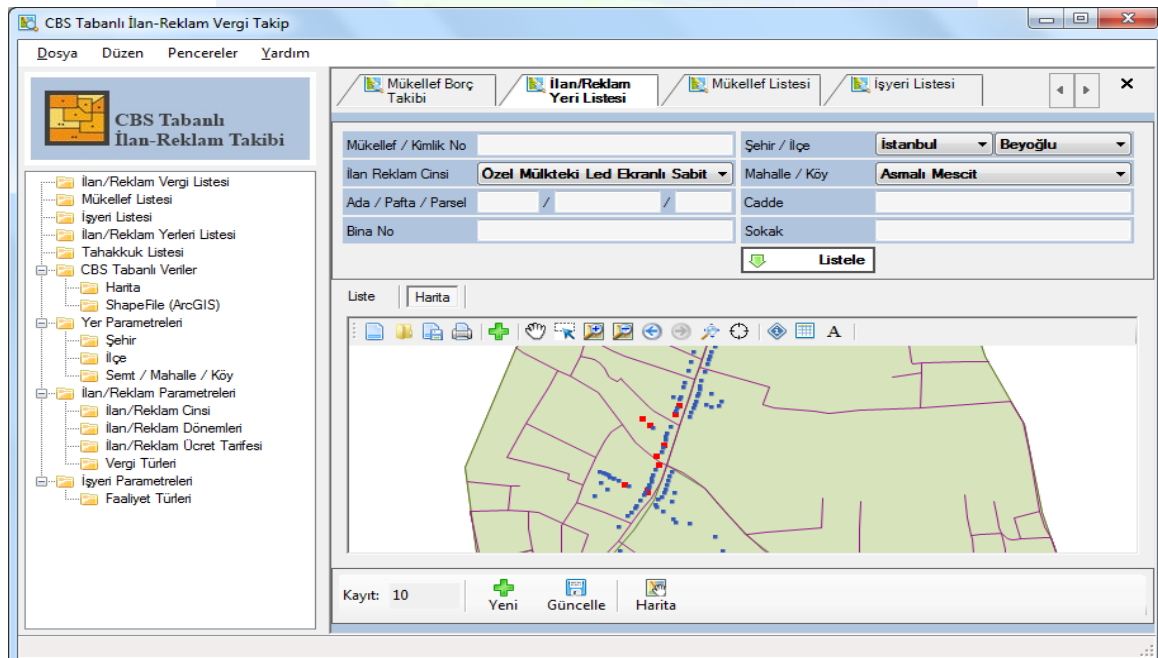 CBS Tabanlı İlan-Reklam Vergi Takip
Dosya Düzen Pencereler Yardım
CBS Tabanlı
İlan-Reklam Takibi
İlan/Reklam Vergi Listesi
Mükellef Listesi
İşyeri Listesi
İlan/Reklam Yerleri Listesi
Tahakkuk Listesi
CBS Tabanlı Veriler
Harita
ShapeFile (ArcGIS)
Yer Parametreleri
Şehir
İlçe
Semt / Mahalle / Köy
İlan/Reklam Parametreleri
İlan/Reklam Cinsi
İlan/Reklam Dönemleri
İlan/Reklam Ücret Tarifesi
Vergi Türleri
İşyeri Parametreleri
Faaliyet Türleri
Mükellef Borç
Takibi
İlan/Reklam
Yeri Listesi
Mükellef Listesi
İşyeri Listesi
Mükellef / Kimlik No
Şehir / İlçe İstanbul Beyoğlu
İlan Reklam Cinsi Özel Mülkteki Led Ekranlı Sabit
Mahalle / Köy Asmalı Mescit
Ada / Pafta / Parsel / /
Cadde
Bina No
Sokak
Listele
Liste Harita
A
Kayıt: 10
Yeni Güncelle Harita